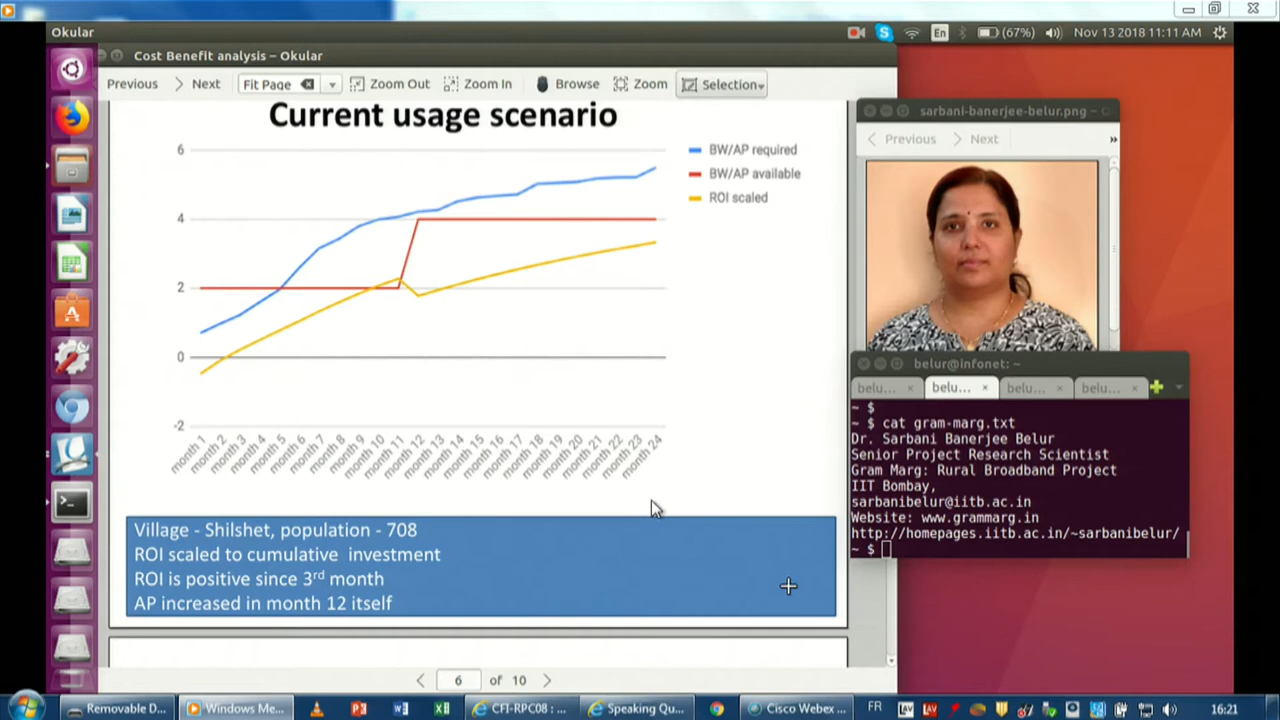 Okular
En
(67%)
Nov 13 2018 11:11 AM
Cost Benefit analysis – Okular
Previous
Next
Fit Page
Zoom Out
Zoom In
Browse
Zoom
Selection
Current usage scenario
6
4
2
0
-2
BW/AP required
BW/AP available
ROI scaled
month 1
month 2
month 3
month 4
month 5
month 6
month 7
month 8
month 9
month 10
month 11
month 12
month 13
month 14
month 15
month 16
month 17
month 18
month 19
month 20
month 21
month 22
month 23
month 24
Village - Shilshet, population - 708
ROI scaled to cumulative investment
ROI is positive since 3rd month
AP increased in month 12 itself
6 of 10
sarbani-banerjee-belur.png –
Previous
Next
»
belur@infonet: ~
belu...
belu...
belu...
belu...
~ $
~ $ cat gram-marg.txt
Dr. Sarbani Banerjee Belur
Senior Project Research Scientist
Gram Marg: Rural Broadband Project
IIT Bombay,
sarbanibelur@iitb.ac.in
Website: www.grammarg.in
http://homepages.iitb.ac.in/~sarbanibelur/
~ $
Removable D...
Windows Me...
CFI-RPC08 : ...
Speaking Qu...
Cisco Webex ...
FR
LAV
LAV
16:21